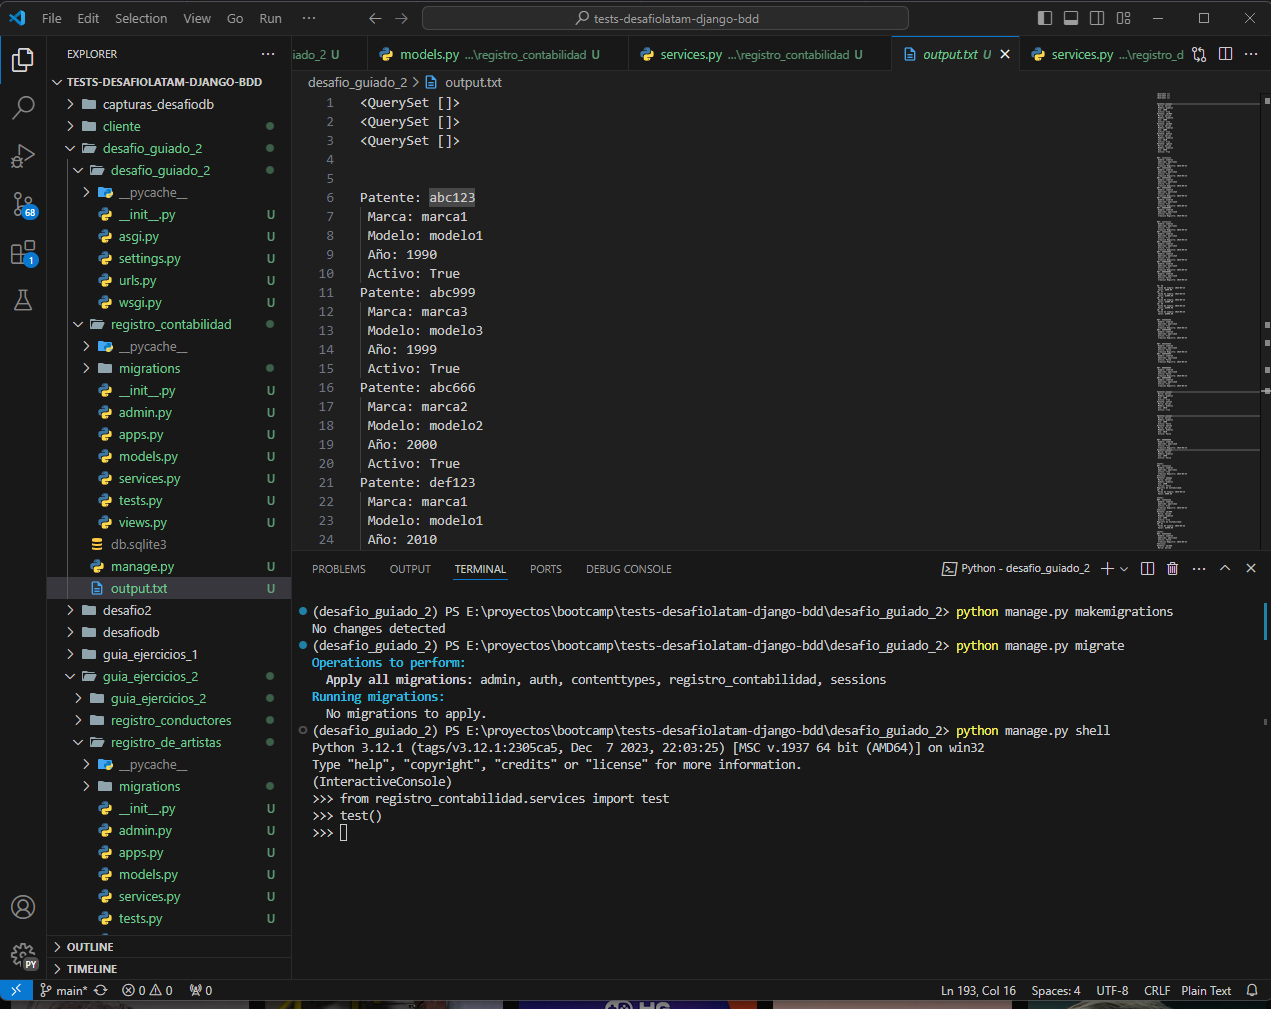 File Edit Selection View Go Run ···
tests-desafiolatam-django-bdd
EXPLORER
iado_2 U
models.py ...\registro_contabilidad U
services.py ...\registro_contabilidad U
output.txt U
services.py ...\registro_d
desafio_guiado_2 > output.txt
TESTS-DESAFIOLATAM-DJANGO-BDD
capturas_desafiodb
cliente
desafio_guiado_2
desafio_guiado_2
__pycache__
__init__.py U
asgi.py U
settings.py U
urls.py U
wsgi.py U
registro_contabilidad
__pycache__
migrations
__init__.py U
admin.py U
apps.py U
models.py U
services.py U
tests.py U
views.py U
db.sqlite3
manage.py U
output.txt U
desafio2
desafiodb
guia_ejercicios_1
guia_ejercicios_2
guia_ejercicios_2
registro_conductores
registro_de_artistas
__pycache__
migrations
__init__.py U
admin.py U
apps.py U
models.py U
services.py U
tests.py U
OUTLINE
TIMELINE
68
1
PY
1 <QuerySet []>
2 <QuerySet []>
3 <QuerySet []>
4
5
6 Patente: abc123
7 Marca: marca1
8 Modelo: modelo1
9 Año: 1990
10 Activo: True
11 Patente: abc999
12 Marca: marca3
13 Modelo: modelo3
14 Año: 1999
15 Activo: True
16 Patente: abc666
17 Marca: marca2
18 Modelo: modelo2
19 Año: 2000
20 Activo: True
21 Patente: def123
22 Marca: marca1
23 Modelo: modelo1
24 Año: 2010
PROBLEMS OUTPUT TERMINAL PORTS DEBUG CONSOLE
Python - desafio_guiado_2
(desafio_guiado_2) PS E:\proyectos\bootcamp\tests-desafiolatam-django-bdd\desafio_guiado_2> python manage.py makemigrations
No changes detected
(desafio_guiado_2) PS E:\proyectos\bootcamp\tests-desafiolatam-django-bdd\desafio_guiado_2> python manage.py migrate
Operations to perform:
Apply all migrations: admin, auth, contenttypes, registro_contabilidad, sessions
Running migrations:
No migrations to apply.
(desafio_guiado_2) PS E:\proyectos\bootcamp\tests-desafiolatam-django-bdd\desafio_guiado_2> python manage.py shell
Python 3.12.1 (tags/v3.12.1:2305ca5, Dec  7 2023, 22:03:25) [MSC v.1937 64 bit (AMD64)] on win32
Type "help", "copyright", "credits" or "license" for more information.
(InteractiveConsole)
>>> from registro_contabilidad.services import test
>>> test()
>>>
main* 0 0 0
Ln 193, Col 16 Spaces: 4 UTF-8 CRLF Plain Text